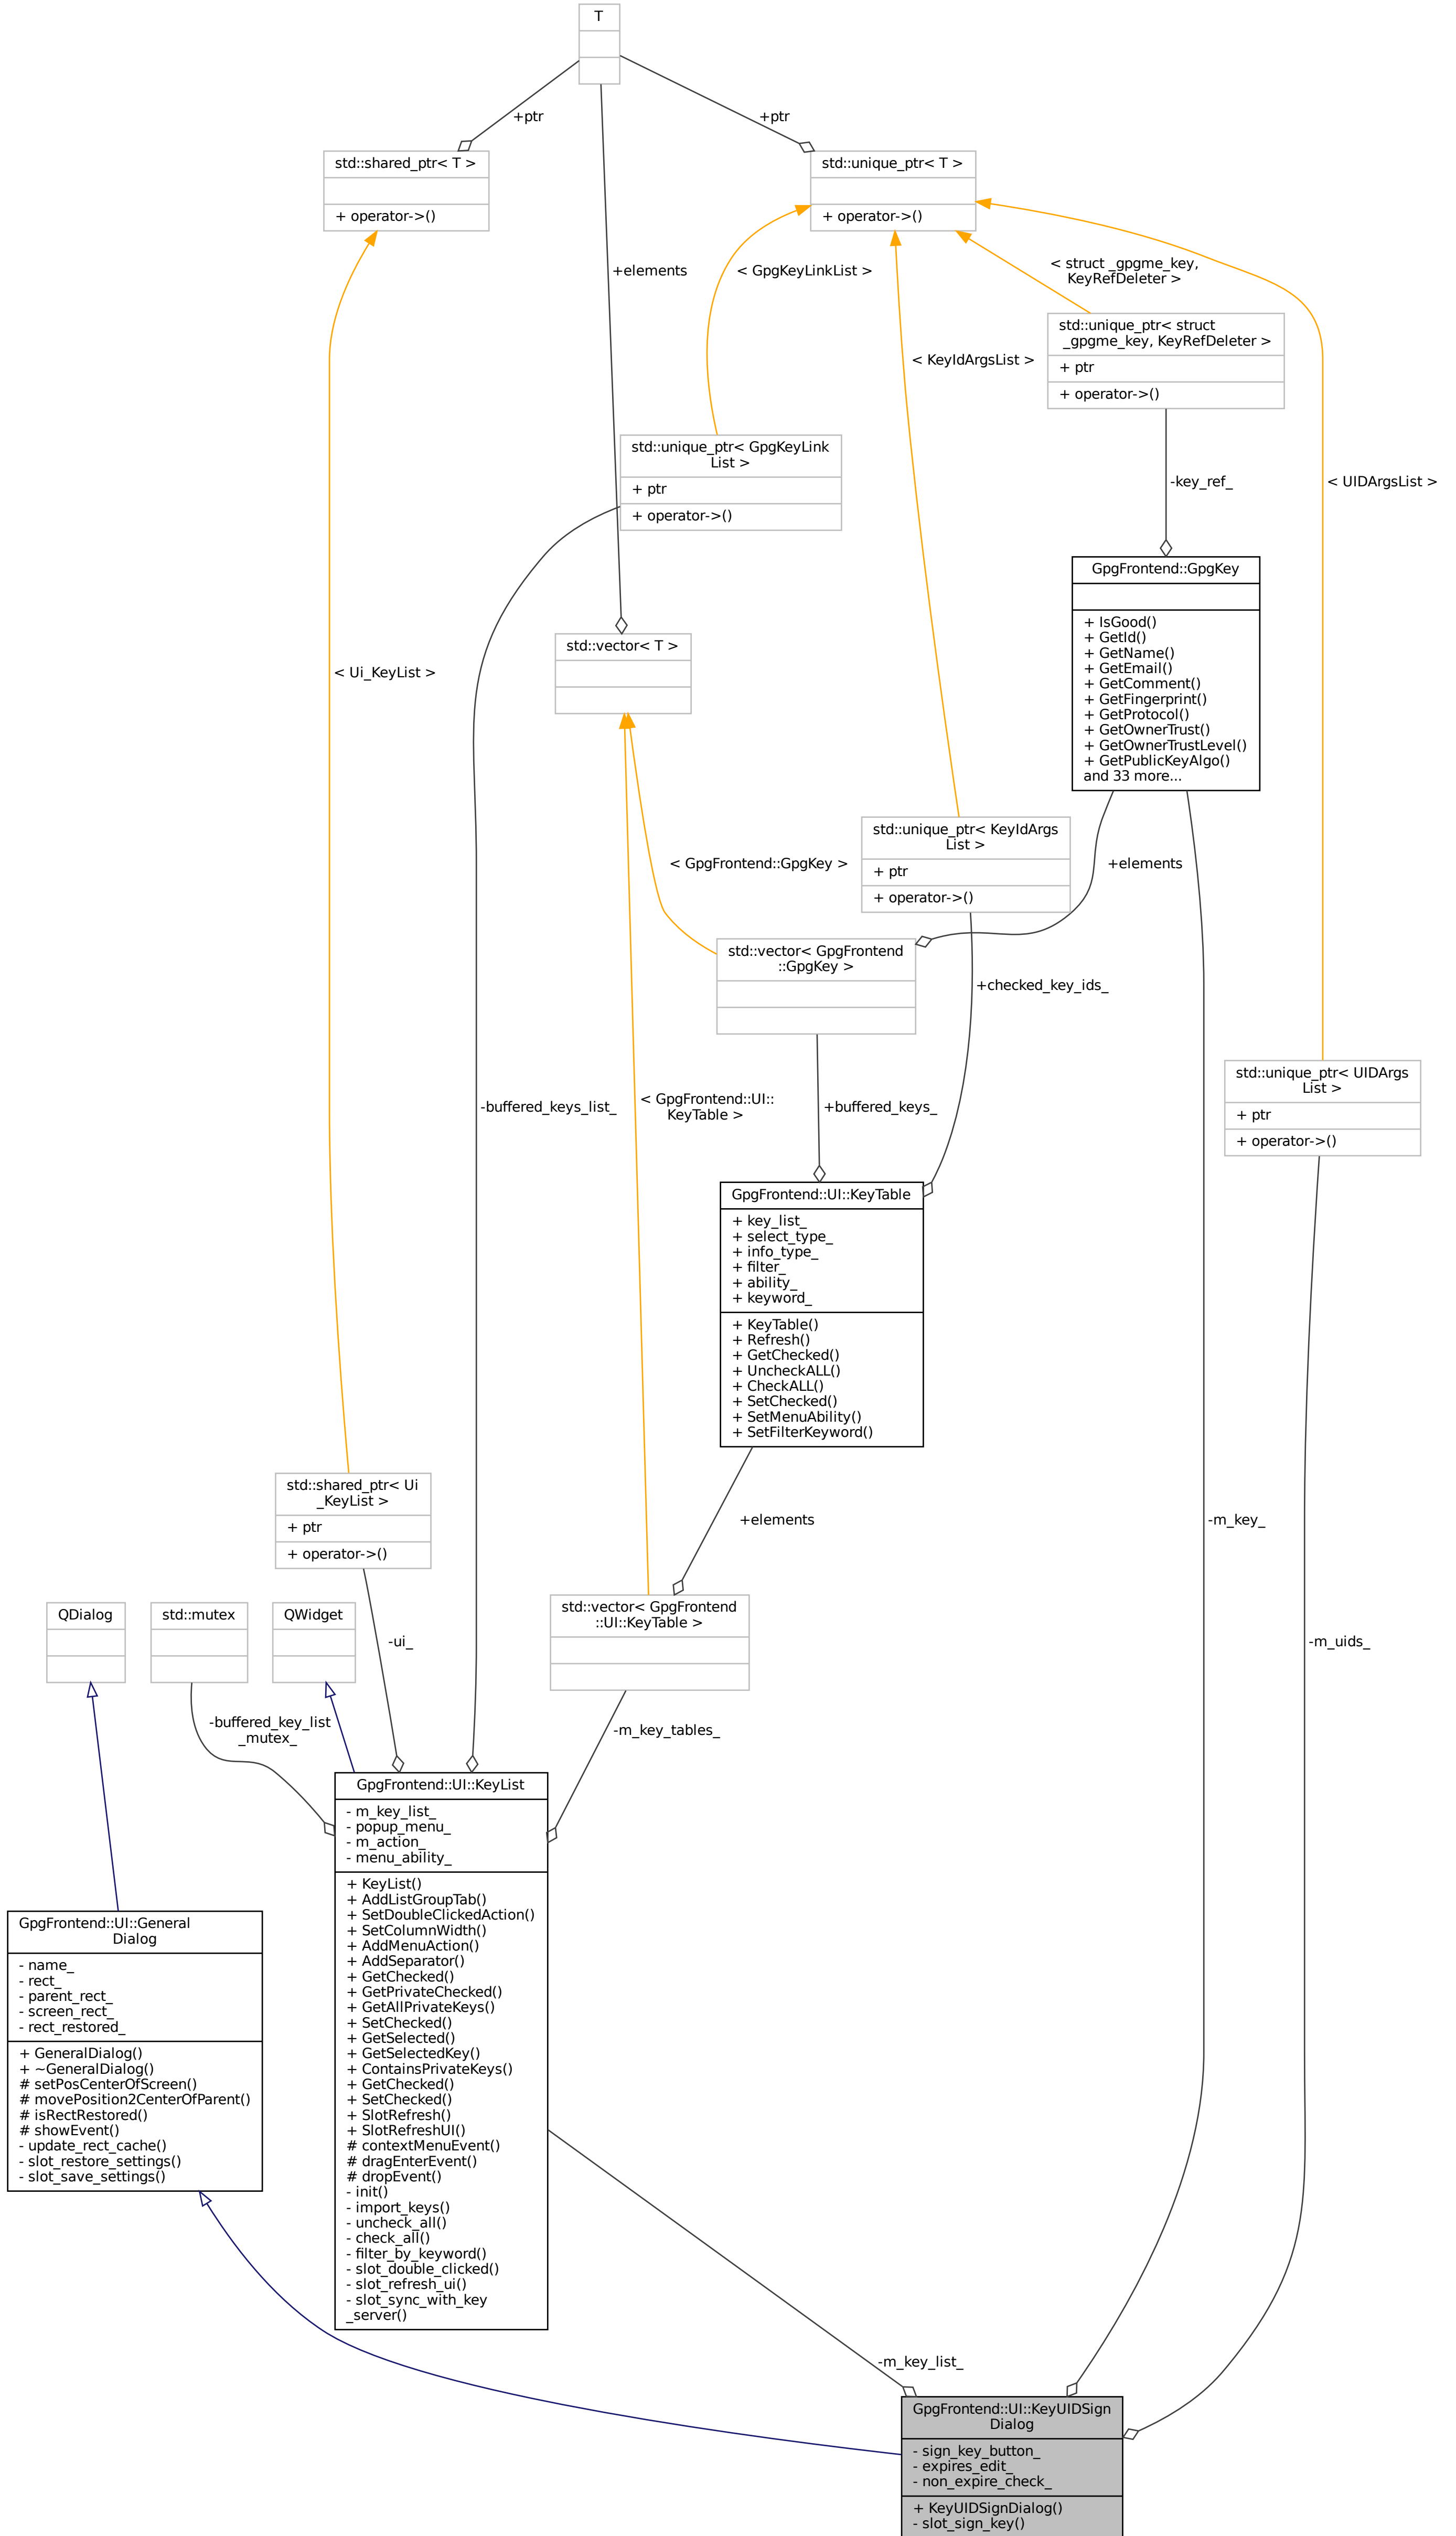 T
+ptr
+ptr
std::shared_ptr< T >
+ operator->()
std::unique_ptr< T >
+ operator->()
+elements
< GpgKeyLinkList >
< struct _gpgme_key,
KeyRefDeleter >
std::unique_ptr< struct
_gpgme_key, KeyRefDeleter >
+ ptr
+ operator->()
< KeyIdArgsList >
std::unique_ptr< GpgKeyLink
List >
+ ptr
+ operator->()
-key_ref_
< UIDArgsList >
GpgFrontend::GpgKey
+ IsGood()
+ GetId()
+ GetName()
+ GetEmail()
+ GetComment()
+ GetFingerprint()
+ GetProtocol()
+ GetOwnerTrust()
+ GetOwnerTrustLevel()
+ GetPublicKeyAlgo()
and 33 more...
std::vector< T >
< Ui_KeyList >
std::unique_ptr< KeyIdArgs
List >
+ ptr
+ operator->()
< GpgFrontend::GpgKey >
+elements
std::vector< GpgFrontend
::GpgKey >
+checked_key_ids_
std::unique_ptr< UIDArgs
List >
+ ptr
+ operator->()
-buffered_keys_list_
< GpgFrontend::UI::
KeyTable >
+buffered_keys_
GpgFrontend::UI::KeyTable
+ key_list_
+ select_type_
+ info_type_
+ filter_
+ ability_
+ keyword_
+ KeyTable()
+ Refresh()
+ GetChecked()
+ UncheckALL()
+ CheckALL()
+ SetChecked()
+ SetMenuAbility()
+ SetFilterKeyword()
std::shared_ptr< Ui
_KeyList >
+ ptr
+ operator->()
+elements
-m_key_
std::vector< GpgFrontend
::UI::KeyTable >
QDialog
std::mutex
QWidget
-ui_
-m_uids_
-buffered_key_list
_mutex_
-m_key_tables_
GpgFrontend::UI::KeyList
- m_key_list_
- popup_menu_
- m_action_
- menu_ability_
+ KeyList()
+ AddListGroupTab()
+ SetDoubleClickedAction()
+ SetColumnWidth()
+ AddMenuAction()
+ AddSeparator()
+ GetChecked()
+ GetPrivateChecked()
+ GetAllPrivateKeys()
+ SetChecked()
+ GetSelected()
+ GetSelectedKey()
+ ContainsPrivateKeys()
+ GetChecked()
+ SetChecked()
+ SlotRefresh()
+ SlotRefreshUI()
# contextMenuEvent()
# dragEnterEvent()
# dropEvent()
- init()
- import_keys()
- uncheck_all()
- check_all()
- filter_by_keyword()
- slot_double_clicked()
- slot_refresh_ui()
- slot_sync_with_key
_server()
GpgFrontend::UI::General
Dialog
- name_
- rect_
- parent_rect_
- screen_rect_
- rect_restored_
+ GeneralDialog()
+ ~GeneralDialog()
# setPosCenterOfScreen()
# movePosition2CenterOfParent()
# isRectRestored()
# showEvent()
- update_rect_cache()
- slot_restore_settings()
- slot_save_settings()
-m_key_list_
GpgFrontend::UI::KeyUIDSign
Dialog
- sign_key_button_
- expires_edit_
- non_expire_check_
+ KeyUIDSignDialog()
- slot_sign_key()